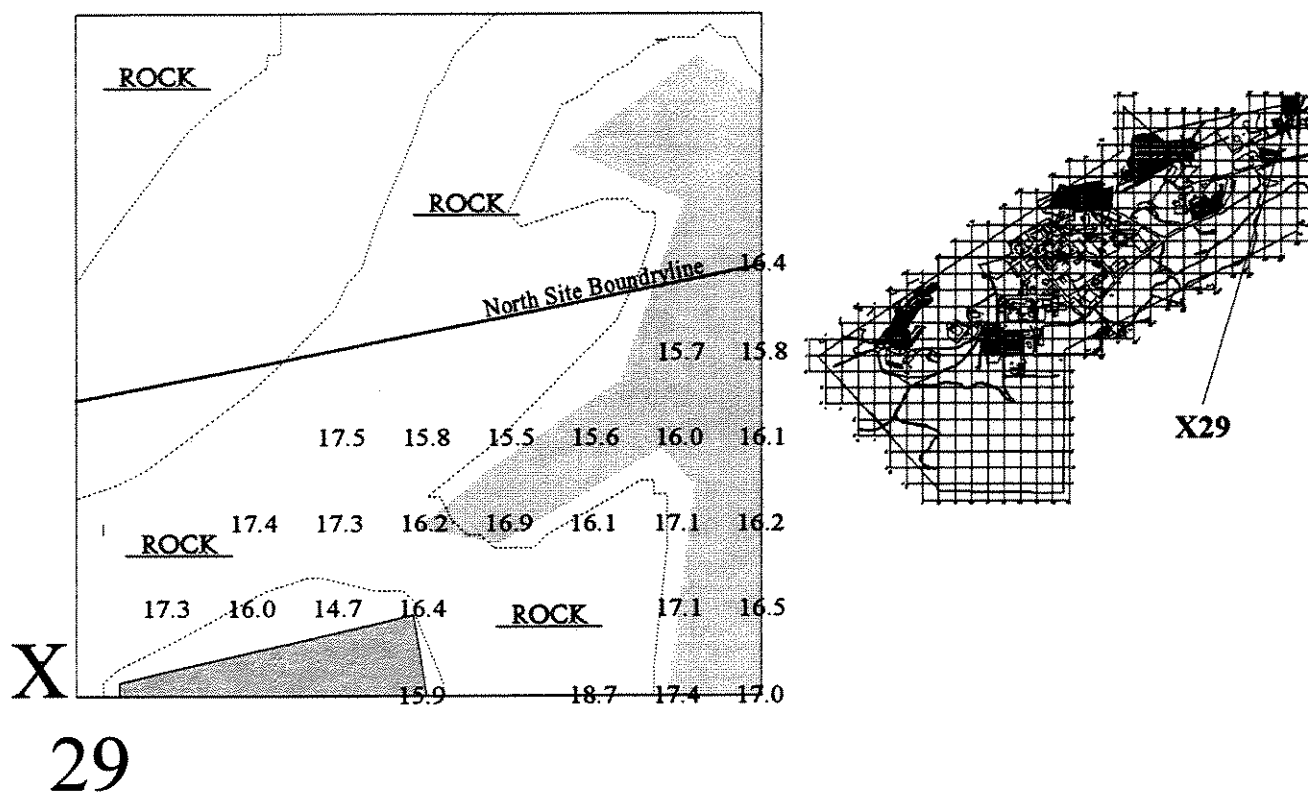 ROCK
ROCK
North Site Boundryline 16.4
15.7 15.8
17.5 15.8 15.5 15.6 16.0 16.1
17.4 17.3 16.2 16.9 16.1 17.1 16.2
ROCK
17.3 16.0 14.7 16.4 ROCK 17.1 16.5
X 15.9 18.7 17.4 17.0
29
X29